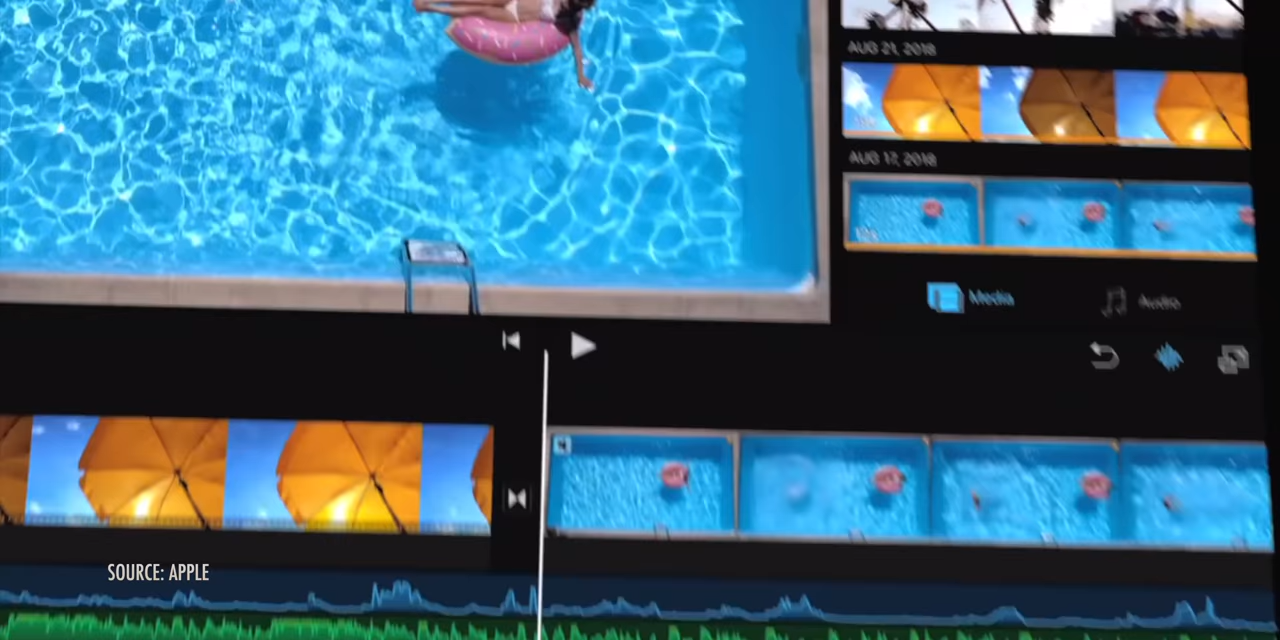 AUG 21, 2018
AUG 17, 2018
Media
Audio
SOURCE: APPLE